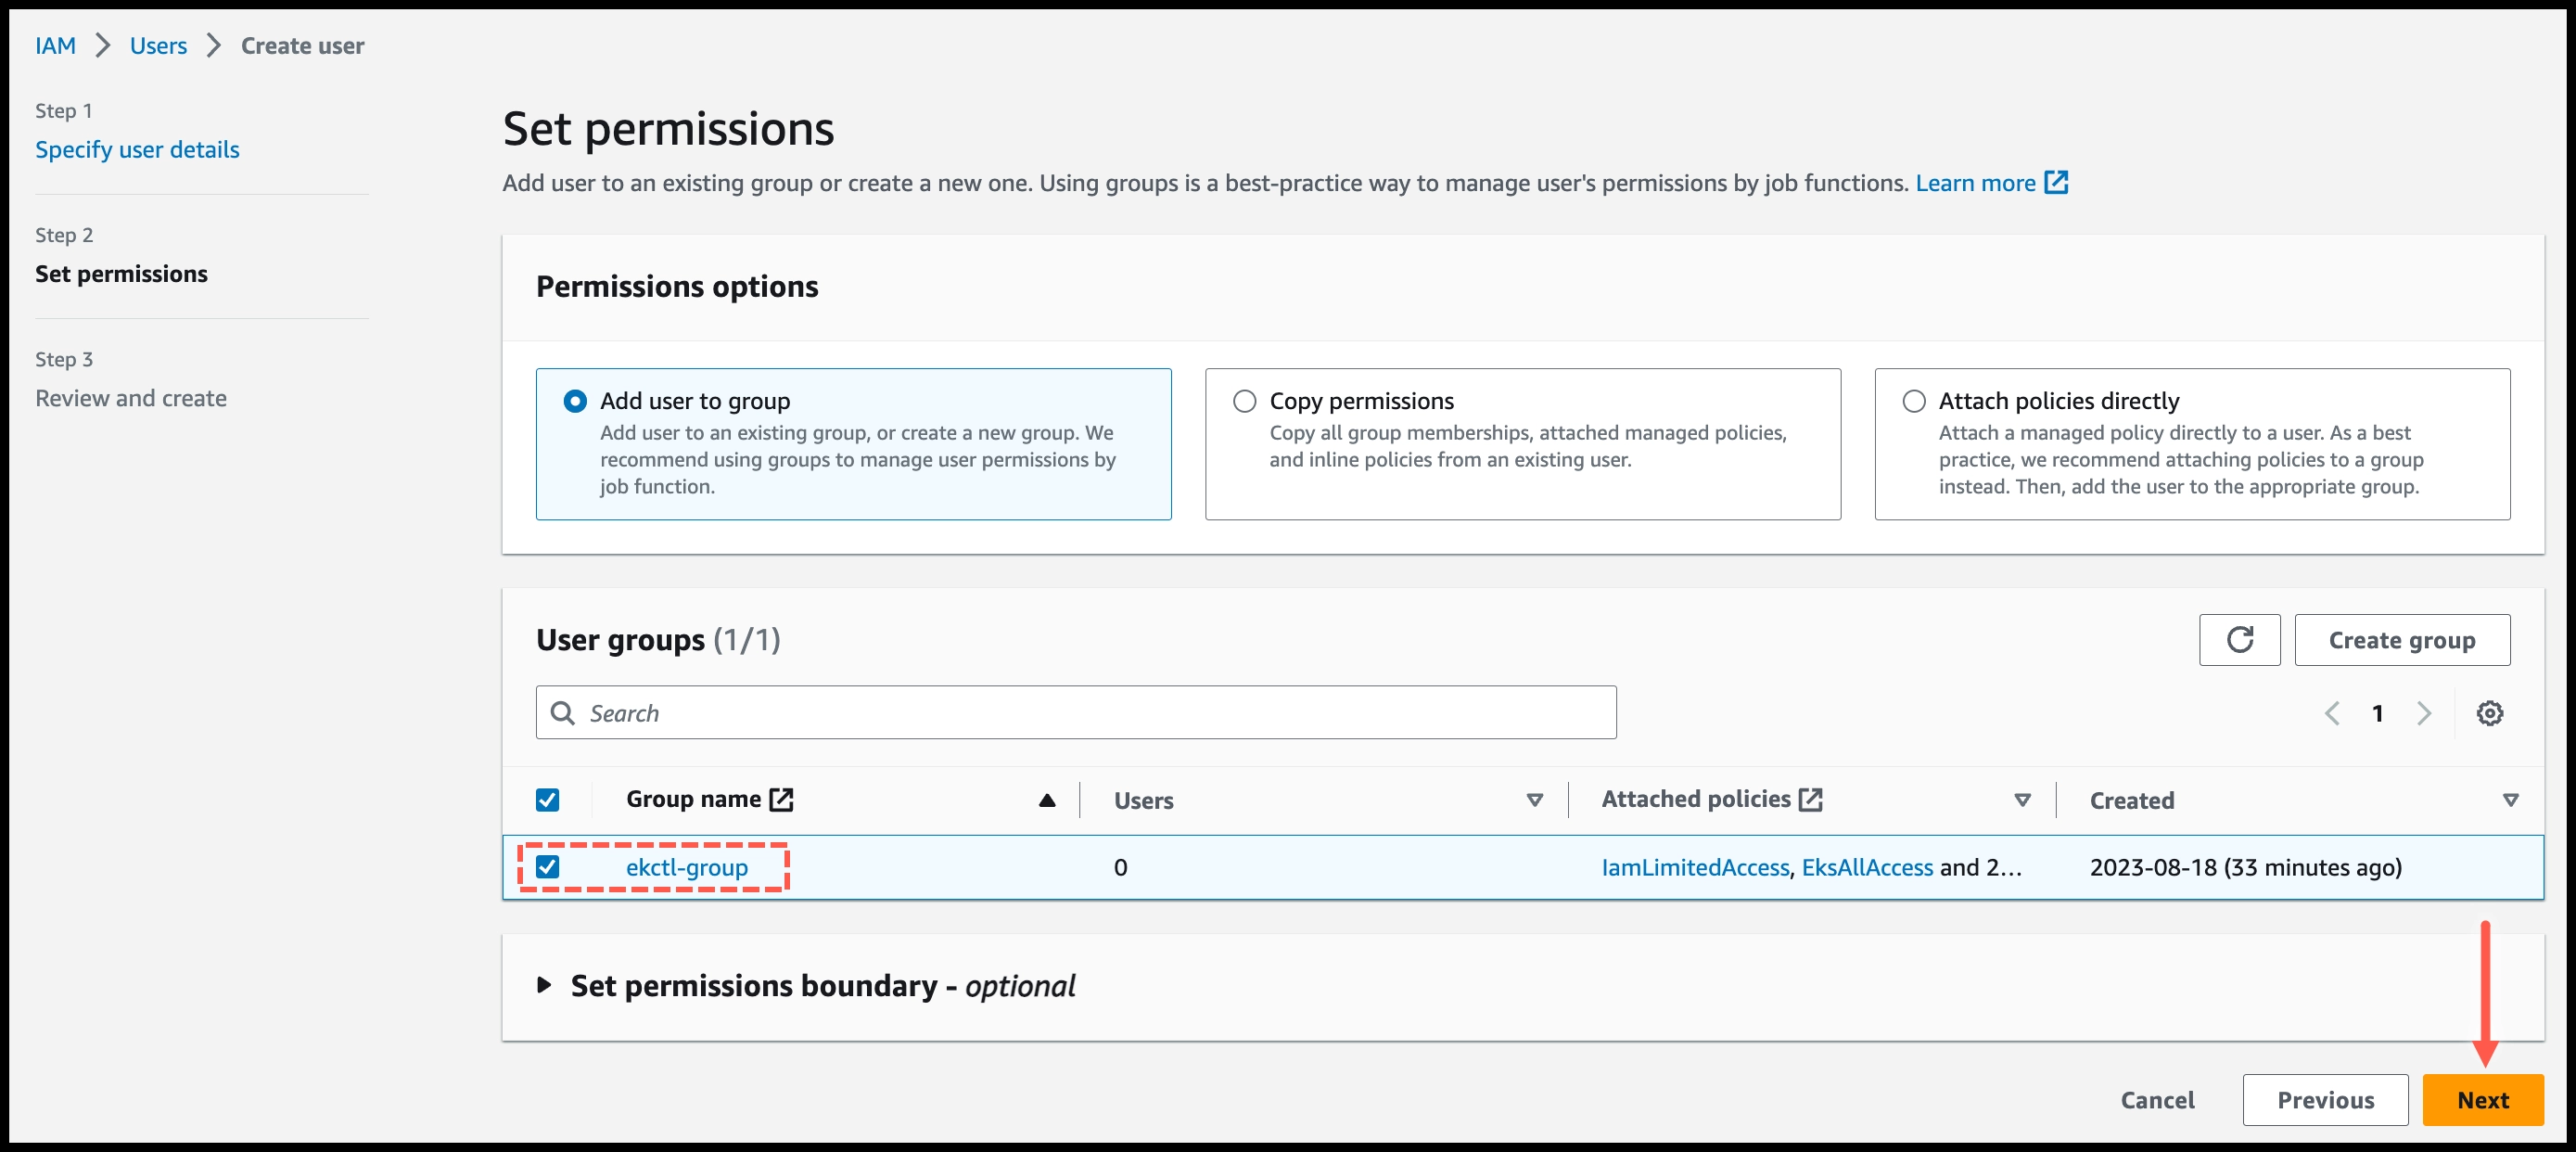 IAM > Users > Create user
Step 1
Specify user details
Step 2
Set permissions
Step 3
Review and create
Set permissions
Add user to an existing group or create a new one. Using groups is a best-practice way to manage user's permissions by job functions. Learn more
Permissions options
Add user to group
Add user to an existing group, or create a new group. We
recommend using groups to manage user permissions by
job function.
Copy permissions
Copy all group memberships, attached managed policies,
and inline policies from an existing user.
Attach policies directly
Attach a managed policy directly to a user. As a best
practice, we recommend attaching policies to a group
instead. Then, add the user to the appropriate group.
User groups (1/1)
Create group
Search
1
Group name Users Attached policies Created
ekctl-group 0 IamLimitedAccess, EksAllAccess and 2... 2023-08-18 (33 minutes ago)
Set permissions boundary - optional
Cancel Previous Next